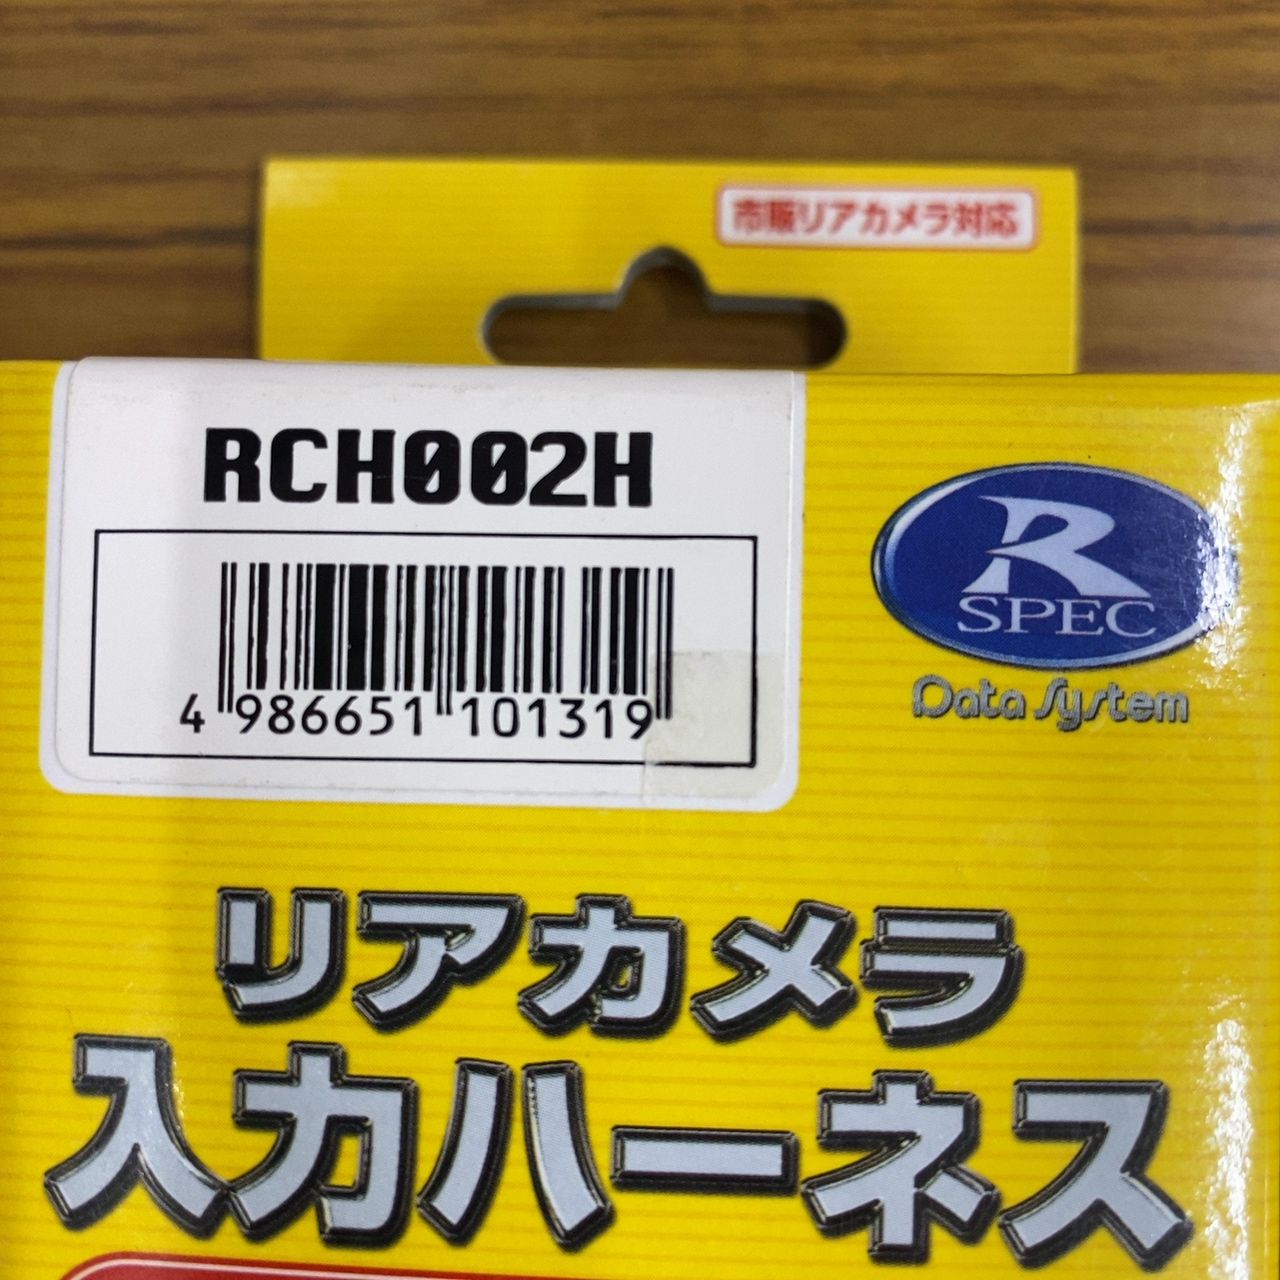 市販リアカメラ対応
RCH002H
4 986651 101319
R
SPEC
Data System
リアカメラ
入力ハーネス